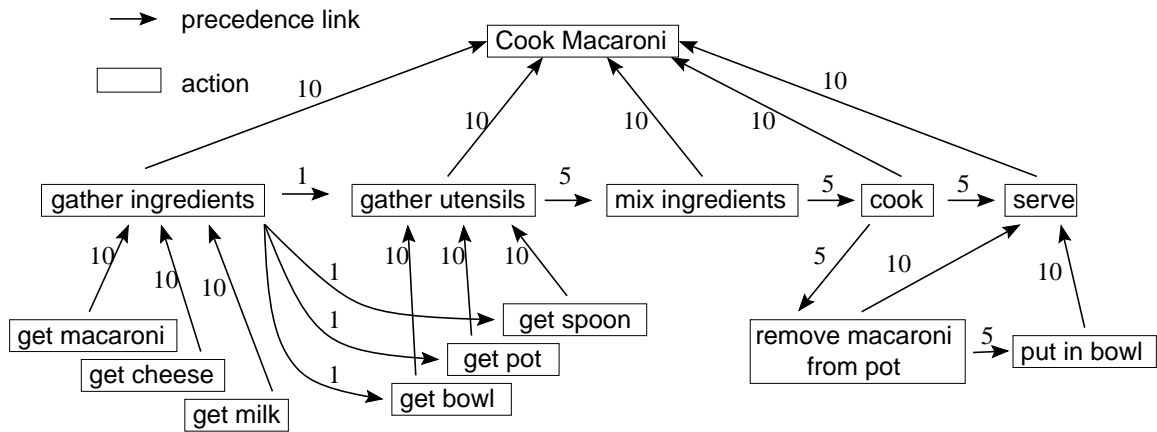 precedence link
action
Cook Macaroni
10
10
10
10
10
gather ingredients
1
gather utensils
5
mix ingredients
5
cook
5
serve
10
10
10
10
10
10
1
1
1
5
10
10
get macaroni
get cheese
get milk
get spoon
get pot
get bowl
remove macaroni
from pot
5
put in bowl